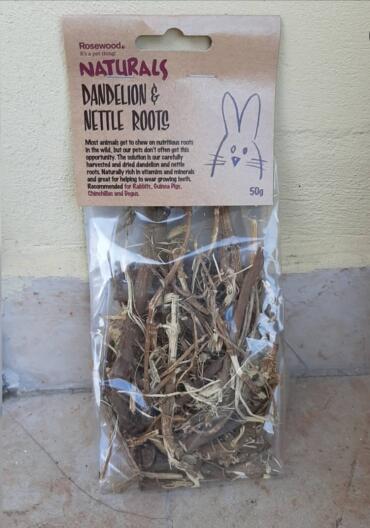 Rosewood®
It's a pet thing!
NATURALS
DANDELION &
NETTLE ROOTS
Most animals get to chew on nutritious roots
in the wild, but our pets don't often get this
opportunity. The solution is our carefully
harvested and dried dandelion and nettle
roots. Naturally rich in vitamins and minerals
and great for helping to wear growing teeth.
Recommended for Rabbits, Guinea Pigs,
Chinchillas and Degus.
50g